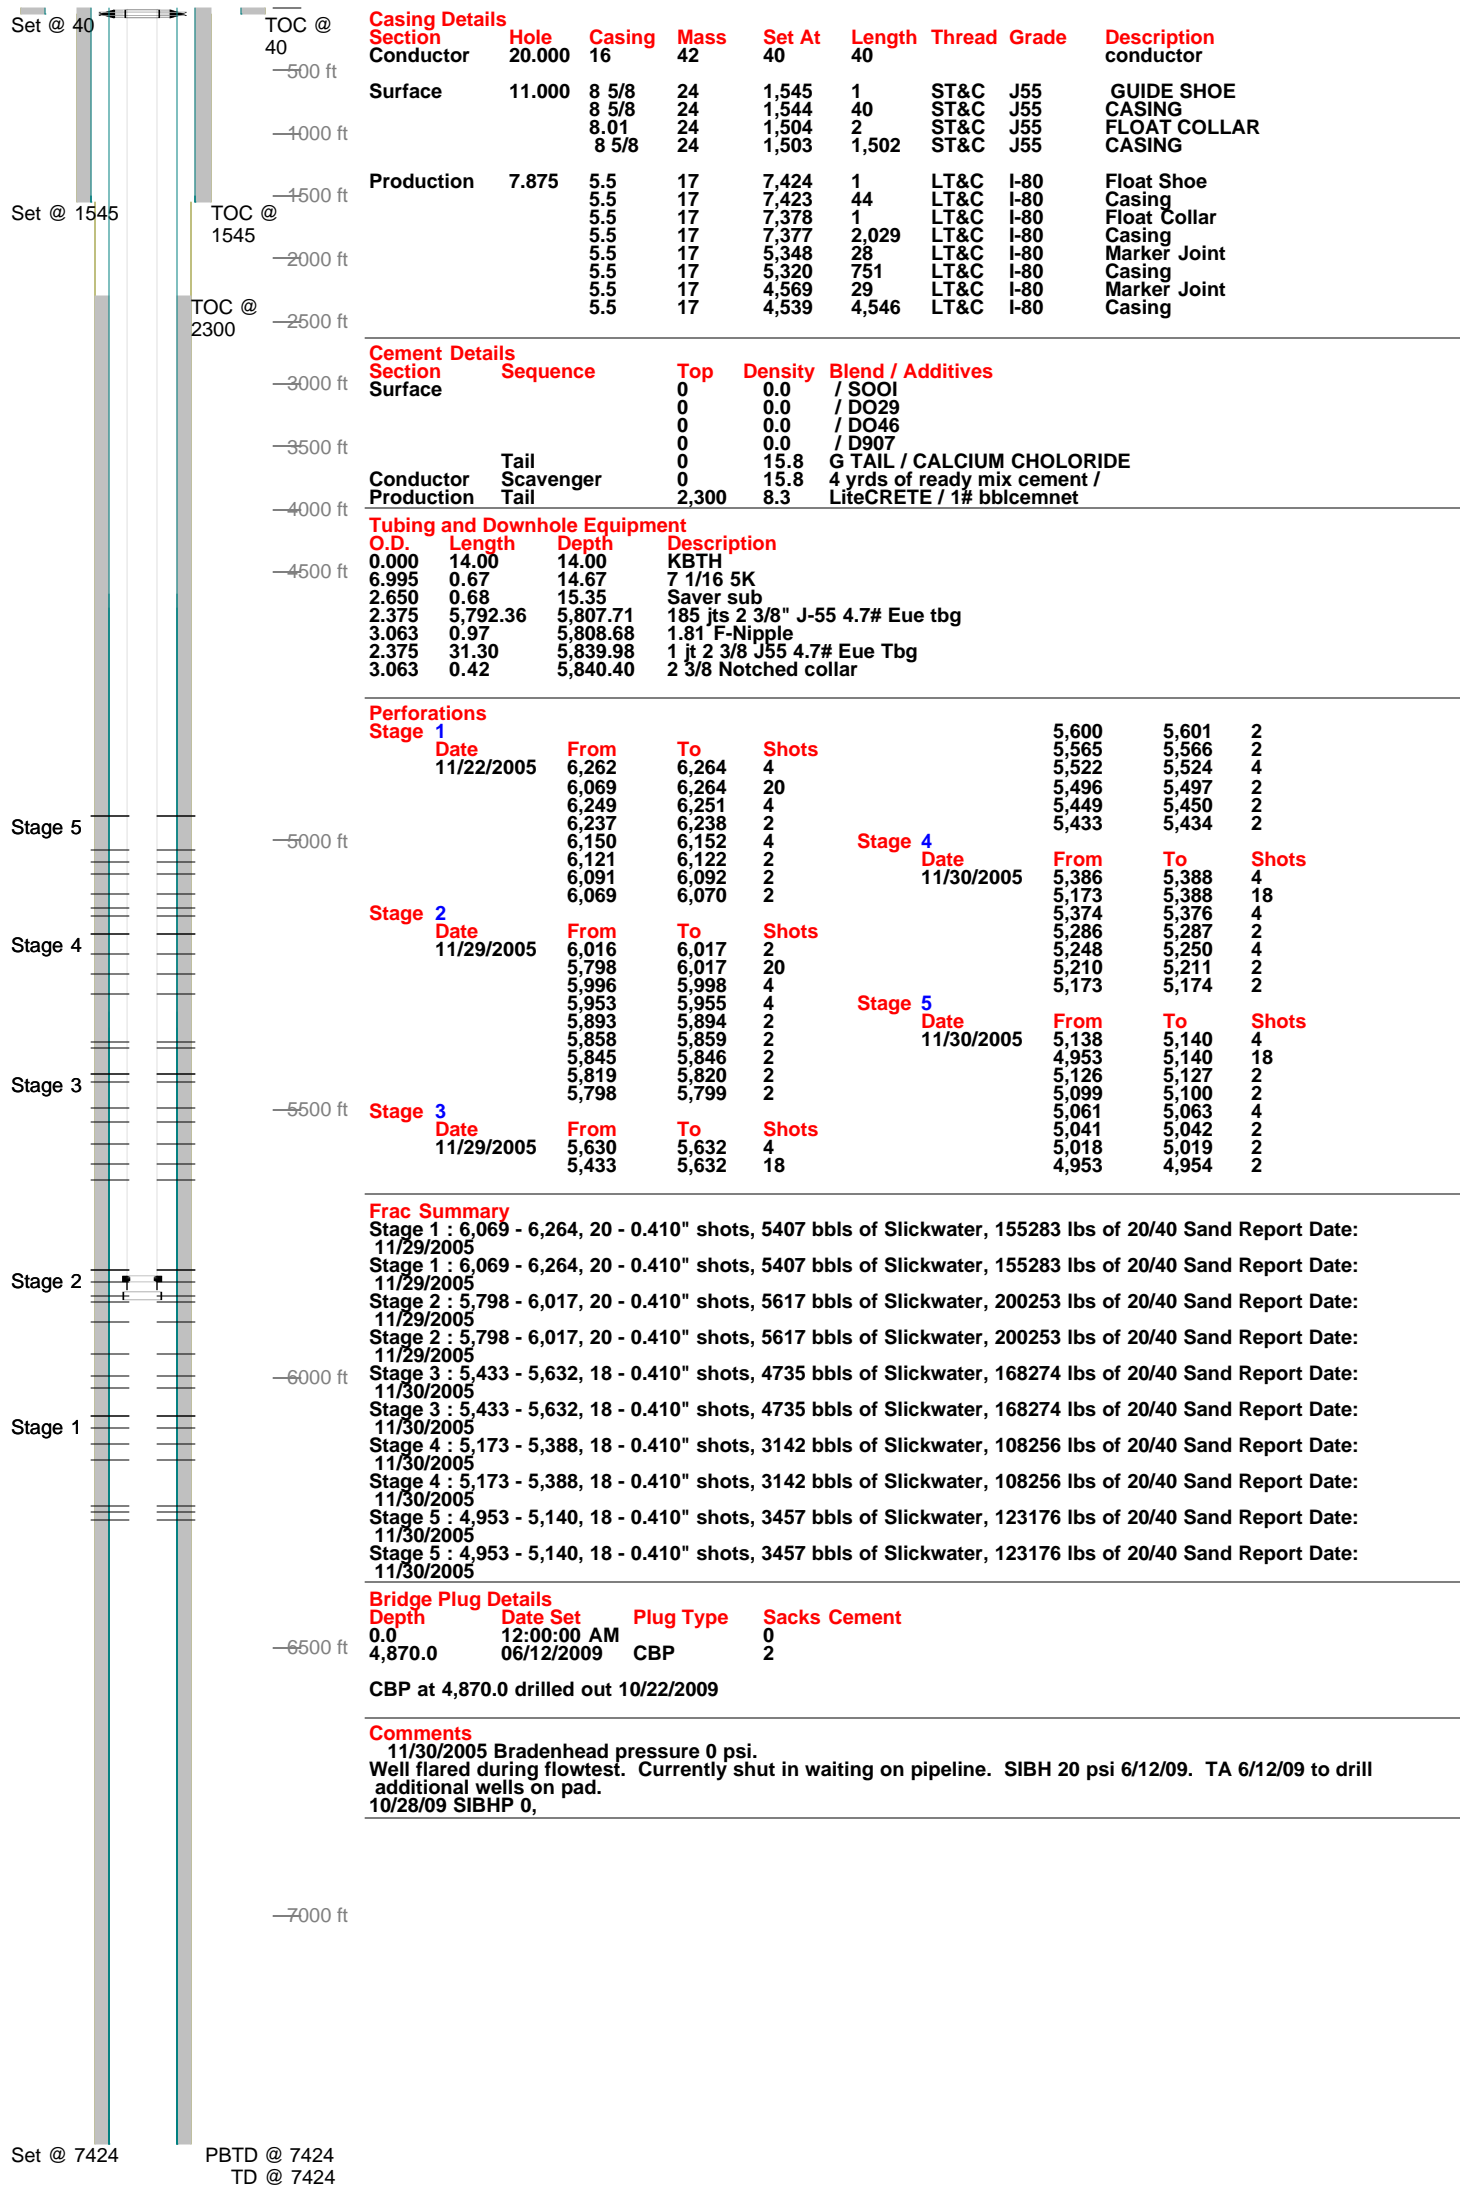 Set @ 40
TOC @
40
500 ft
1000 ft
1500 ft
Set @ 1545
TOC @
1545
2000 ft
TOC @
2300
2500 ft
3000 ft
3500 ft
4000 ft
4500 ft
Stage 5
5000 ft
Stage 4
Stage 3
5500 ft
Stage 2
6000 ft
Stage 1
6500 ft
7000 ft
Set @ 7424
PBTD @ 7424
TD @ 7424
Casing Details
Section Hole Casing Mass Set At Length Thread Grade Description
Conductor 20.000 16 42 40 40 conductor
Surface 11.000 8 5/8 24 1,545 1 ST&C J55 GUIDE SHOE
8 5/8 24 1,544 40 ST&C J55 CASING
8.01 24 1,504 2 ST&C J55 FLOAT COLLAR
8 5/8 24 1,503 1,502 ST&C J55 CASING
Production 7.875 5.5 17 7,424 1 LT&C I-80 Float Shoe
5.5 17 7,423 44 LT&C I-80 Casing
5.5 17 7,378 1 LT&C I-80 Float Collar
5.5 17 7,377 2,029 LT&C I-80 Casing
5.5 17 5,348 28 LT&C I-80 Marker Joint
5.5 17 5,320 751 LT&C I-80 Casing
5.5 17 4,569 29 LT&C I-80 Marker Joint
5.5 17 4,539 4,546 LT&C I-80 Casing
Cement Details
Section Sequence Top Density Blend / Additives
Surface 0 0.0 / SOOI
0 0.0 / DO29
0 0.0 / DO46
0 0.0 / D907
Tail 0 15.8 G TAIL / CALCIUM CHOLORIDE
Conductor Scavenger 0 15.8 4 yrds of ready mix cement /
Production Tail 2,300 8.3 LiteCRETE / 1# bblcemnet
Tubing and Downhole Equipment
O.D. Length Depth Description
0.000 14.00 14.00 KBTH
6.995 0.67 14.67 7 1/16 5K
2.650 0.68 15.35 Saver sub
2.375 5,792.36 5,807.71 185 jts 2 3/8" J-55 4.7# Eue tbg
3.063 0.97 5,808.68 1.81 F-Nipple
2.375 31.30 5,839.98 1 jt 2 3/8 J55 4.7# Eue Tbg
3.063 0.42 5,840.40 2 3/8 Notched collar
Perforations
Stage 1
Date From To Shots
11/22/2005 6,262 6,264 4
6,069 6,264 20
6,249 6,251 4
6,237 6,238 2
6,150 6,152 4
6,121 6,122 2
6,091 6,092 2
6,069 6,070 2
Stage 2
Date From To Shots
11/29/2005 6,016 6,017 2
5,798 6,017 20
5,996 5,998 4
5,953 5,955 4
5,893 5,894 2
5,858 5,859 2
5,845 5,846 2
5,819 5,820 2
5,798 5,799 2
Stage 3
Date From To Shots
11/29/2005 5,630 5,632 4
5,433 5,632 18
5,600 5,601 2
5,565 5,566 2
5,522 5,524 4
5,496 5,497 2
5,449 5,450 2
5,433 5,434 2
Stage 4
Date From To Shots
11/30/2005 5,386 5,388 4
5,173 5,388 18
5,374 5,376 4
5,286 5,287 2
5,248 5,250 4
5,210 5,211 2
5,173 5,174 2
Stage 5
Date From To Shots
11/30/2005 5,138 5,140 4
4,953 5,140 18
5,126 5,127 2
5,099 5,100 2
5,061 5,063 4
5,041 5,042 2
5,018 5,019 2
4,953 4,954 2
Frac Summary
Stage 1 : 6,069 - 6,264, 20 - 0.410" shots, 5407 bbls of Slickwater, 155283 lbs of 20/40 Sand Report Date:
11/29/2005
Stage 1 : 6,069 - 6,264, 20 - 0.410" shots, 5407 bbls of Slickwater, 155283 lbs of 20/40 Sand Report Date:
11/29/2005
Stage 2 : 5,798 - 6,017, 20 - 0.410" shots, 5617 bbls of Slickwater, 200253 lbs of 20/40 Sand Report Date:
11/29/2005
Stage 2 : 5,798 - 6,017, 20 - 0.410" shots, 5617 bbls of Slickwater, 200253 lbs of 20/40 Sand Report Date:
11/29/2005
Stage 3 : 5,433 - 5,632, 18 - 0.410" shots, 4735 bbls of Slickwater, 168274 lbs of 20/40 Sand Report Date:
11/30/2005
Stage 3 : 5,433 - 5,632, 18 - 0.410" shots, 4735 bbls of Slickwater, 168274 lbs of 20/40 Sand Report Date:
11/30/2005
Stage 4 : 5,173 - 5,388, 18 - 0.410" shots, 3142 bbls of Slickwater, 108256 lbs of 20/40 Sand Report Date:
11/30/2005
Stage 4 : 5,173 - 5,388, 18 - 0.410" shots, 3142 bbls of Slickwater, 108256 lbs of 20/40 Sand Report Date:
11/30/2005
Stage 5 : 4,953 - 5,140, 18 - 0.410" shots, 3457 bbls of Slickwater, 123176 lbs of 20/40 Sand Report Date:
11/30/2005
Stage 5 : 4,953 - 5,140, 18 - 0.410" shots, 3457 bbls of Slickwater, 123176 lbs of 20/40 Sand Report Date:
11/30/2005
Bridge Plug Details
Depth Date Set Plug Type Sacks Cement
0.0 12:00:00 AM 0
4,870.0 06/12/2009 CBP 2
CBP at 4,870.0 drilled out 10/22/2009
Comments
11/30/2005 Bradenhead pressure 0 psi.
Well flared during flowtest. Currently shut in waiting on pipeline. SIBH 20 psi 6/12/09. TA 6/12/09 to drill
additional wells on pad.
10/28/09 SIBHP 0,